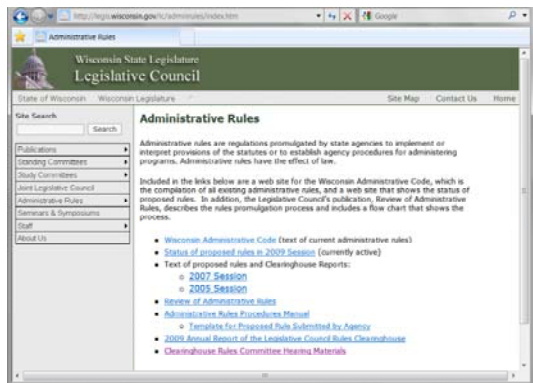 http://legis.wisconsin.gov/lc/adminrules/index.htm
Google
Administrative Rules
Wisconsin State Legislature
Legislative Council
State of Wisconsin Wisconsin Legislature
Site Map Contact Us Home
Site Search
Search
Publications
Standing Committees
Study Committees
Joint Legislative Council
Administrative Rules
Seminars & Symposiums
Staff
About Us
Administrative Rules
Administrative rules are regulations promulgated by state agencies to implement or
interpret provisions of the statutes or to establish agency procedures for administering
programs. Administrative rules have the effect of law.
Included in the links below are a web site for the Wisconsin Administrative Code, which is
the compilation of all existing administrative rules, and a web site that shows the status of
proposed rules. In addition, the Legislative Council's publication, Review of Administrative
Rules, describes the rules promulgation process and includes a flow chart that shows the
process.
Wisconsin Administrative Code (text of current administrative rules)
Status of proposed rules in 2009 Session (currently active)
Text of proposed rules and Clearinghouse Reports:
2007 Session
2005 Session
Review of Administrative Rules
Administrative Rules Procedures Manual
Template for Proposed Rule Submitted by Agency
2009 Annual Report of the Legislative Council Rules Clearinghouse
Clearinghouse Rules Committee Hearing Materials